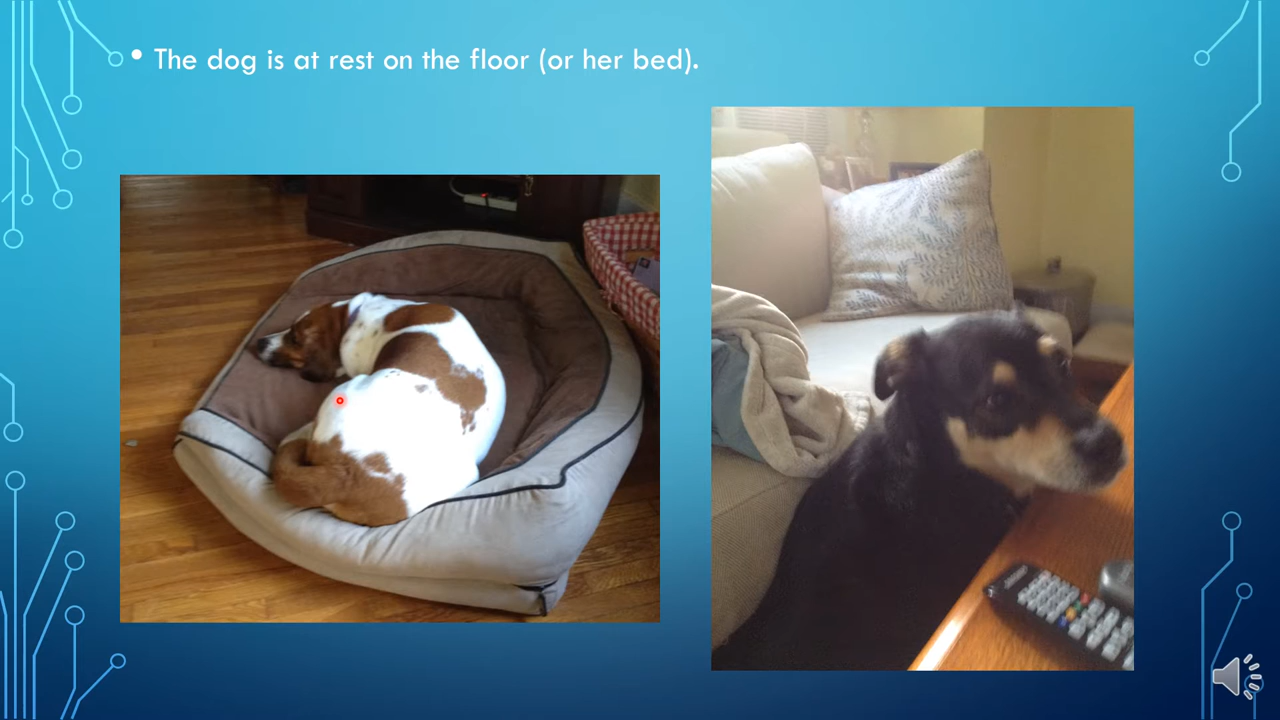 • The dog is at rest on the floor (or her bed).